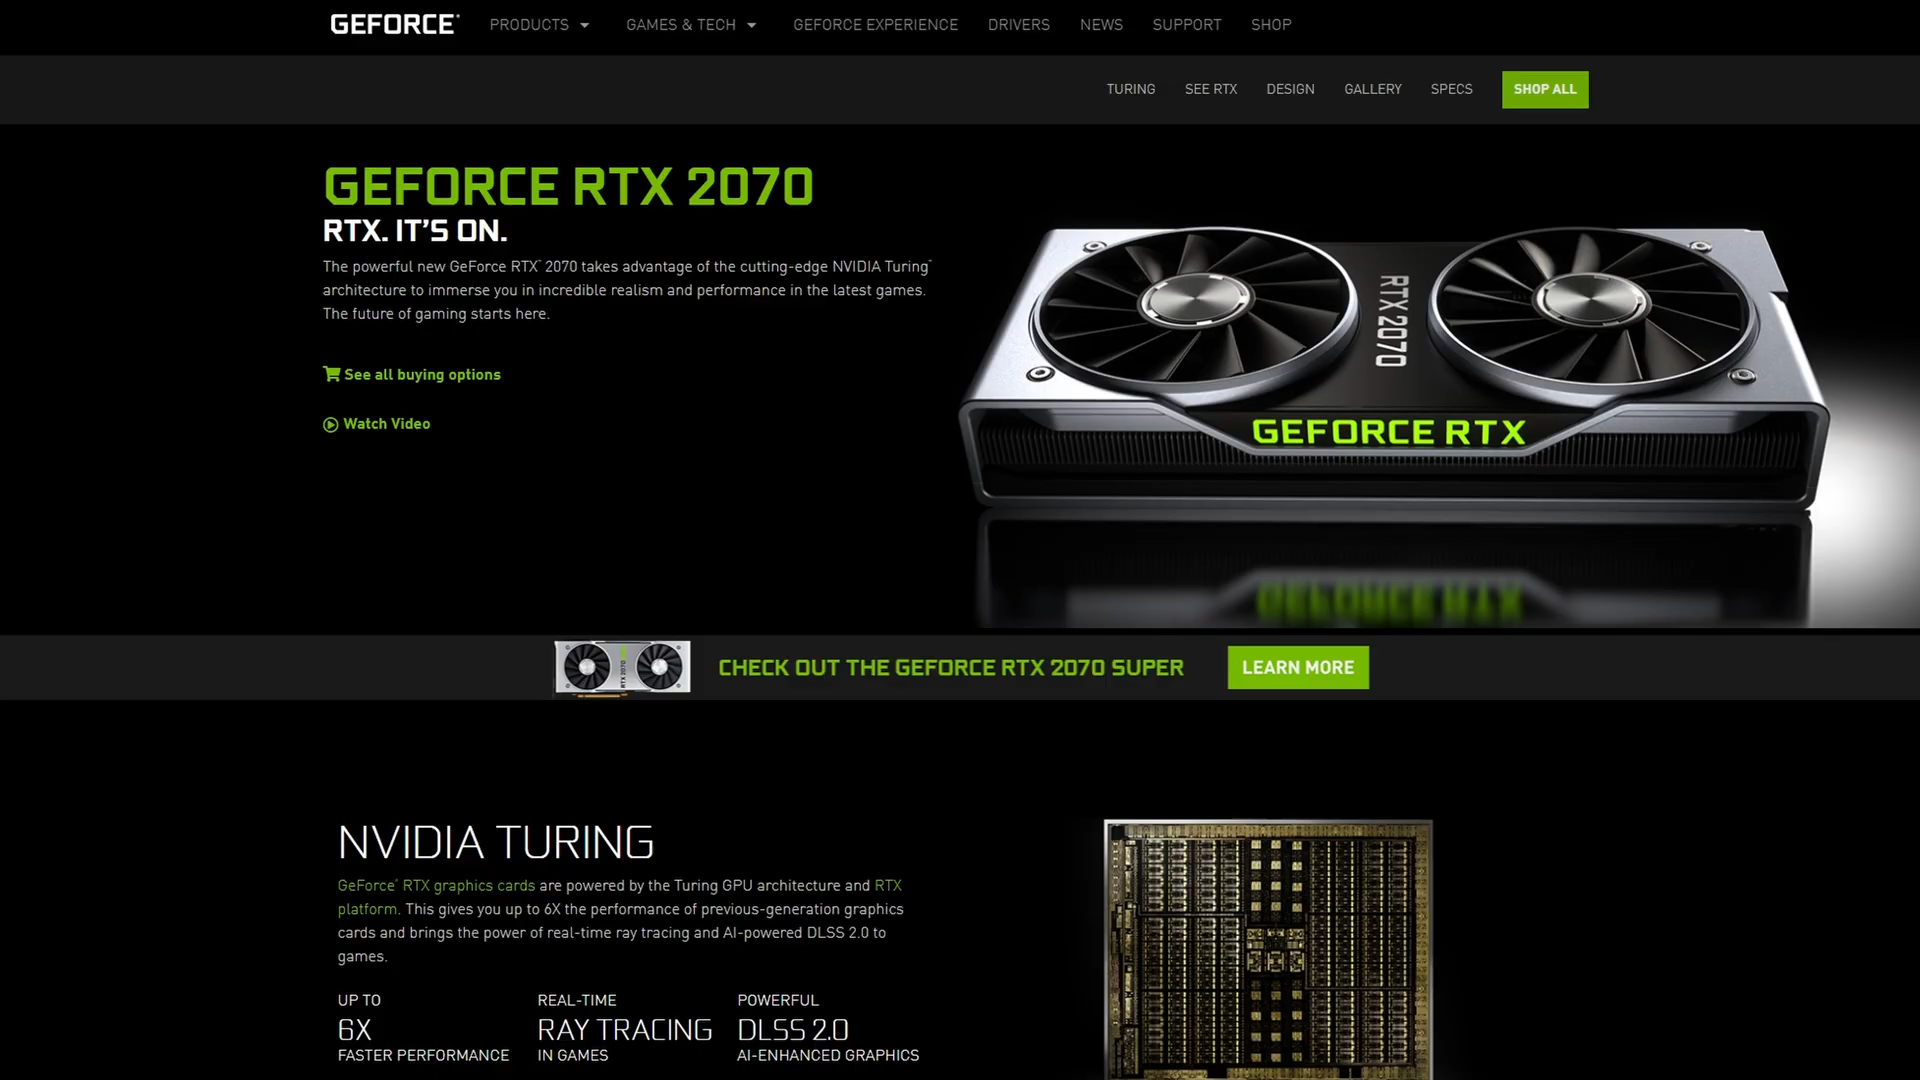 GEFORCE
PRODUCTS
GAMES & TECH
GEFORCE EXPERIENCE
DRIVERS
NEWS
SUPPORT
SHOP
TURING
SEE RTX
DESIGN
GALLERY
SPECS
SHOP ALL
GEFORCE RTX 2070
RTX. IT'S ON.
The powerful new GeForce RTX™ 2070 takes advantage of the cutting-edge NVIDIA Turing™
architecture to immerse you in incredible realism and performance in the latest games.
The future of gaming starts here.
See all buying options
Watch Video
RTX 2070
GEFORCE RTX
CHECK OUT THE GEFORCE RTX 2070 SUPER
LEARN MORE
NVIDIA TURING
GeForce® RTX graphics cards are powered by the Turing GPU architecture and RTX
platform. This gives you up to 6X the performance of previous-generation graphics
cards and brings the power of real-time ray tracing and AI-powered DLSS 2.0 to
games.
UP TO
6X
FASTER PERFORMANCE
REAL-TIME
RAY TRACING
IN GAMES
POWERFUL
DLSS 2.0
AI-ENHANCED GRAPHICS